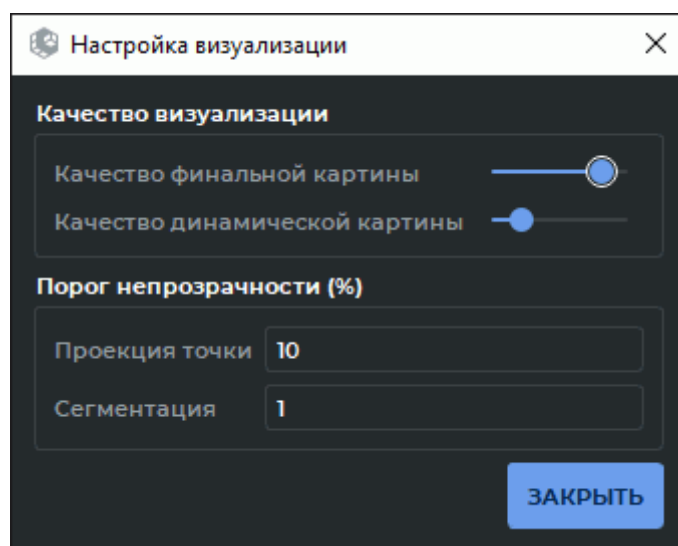 Настройка визуализации
Качество визуализации
Качество финальной картины
Качество динамической картины
Порог непрозрачности (%)
Проекция точки 10
Сегментация 1
ЗАКРЫТЬ